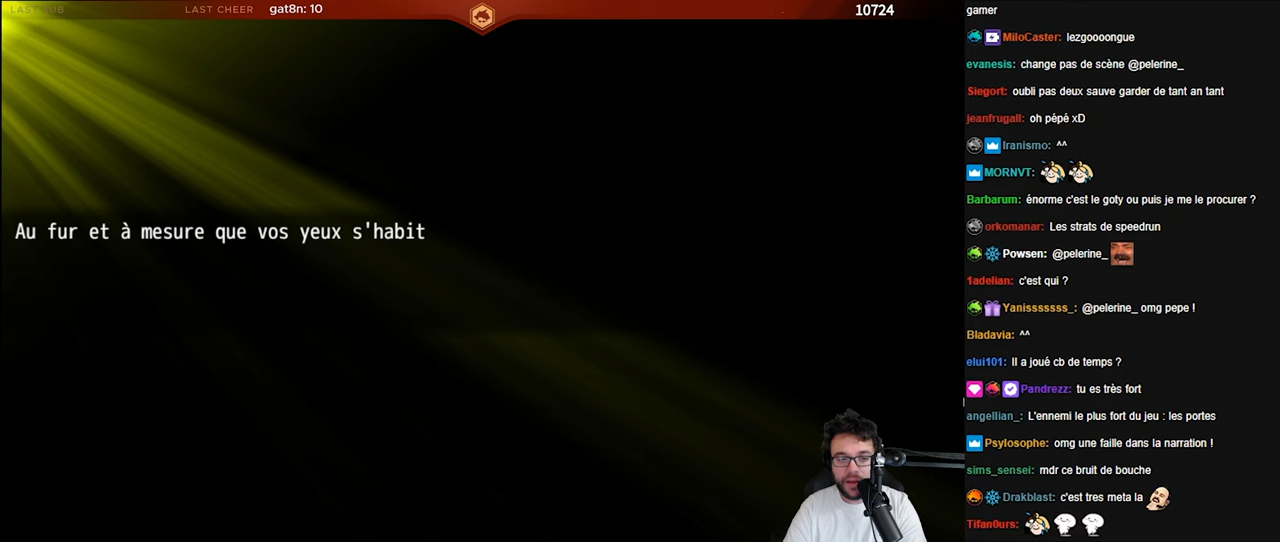 LAST SUB
LAST CHEER gat8n: 10
10724
Au fur et à mesure que vos yeux s'habit
gamer
MiloCaster: lezgoooongue
evanesis: change pas de scène @pelerine_
Siegort: oubli pas deux sauve garder de tant an tant
jeanfrugall: oh pépé xD
Iranismo: ^^
MORNVT:
Barbarum: énorme c'est le goty ou puis je me le procurer ?
orkomanar: Les strats de speedrun
Powsen: @pelerine_
1adelian: c'est qui ?
Yanisssssss_: @pelerine_ omg pepe !
Bladavia: ^^
elui101: Il a joué cb de temps ?
Pandrezz: tu es très fort
angellian_: L'ennemi le plus fort du jeu : les portes
Psylosophe: omg une faille dans la narration !
sims_sensei: mdr ce bruit de bouche
Drakblast: c'est tres meta la
Tifan0urs: